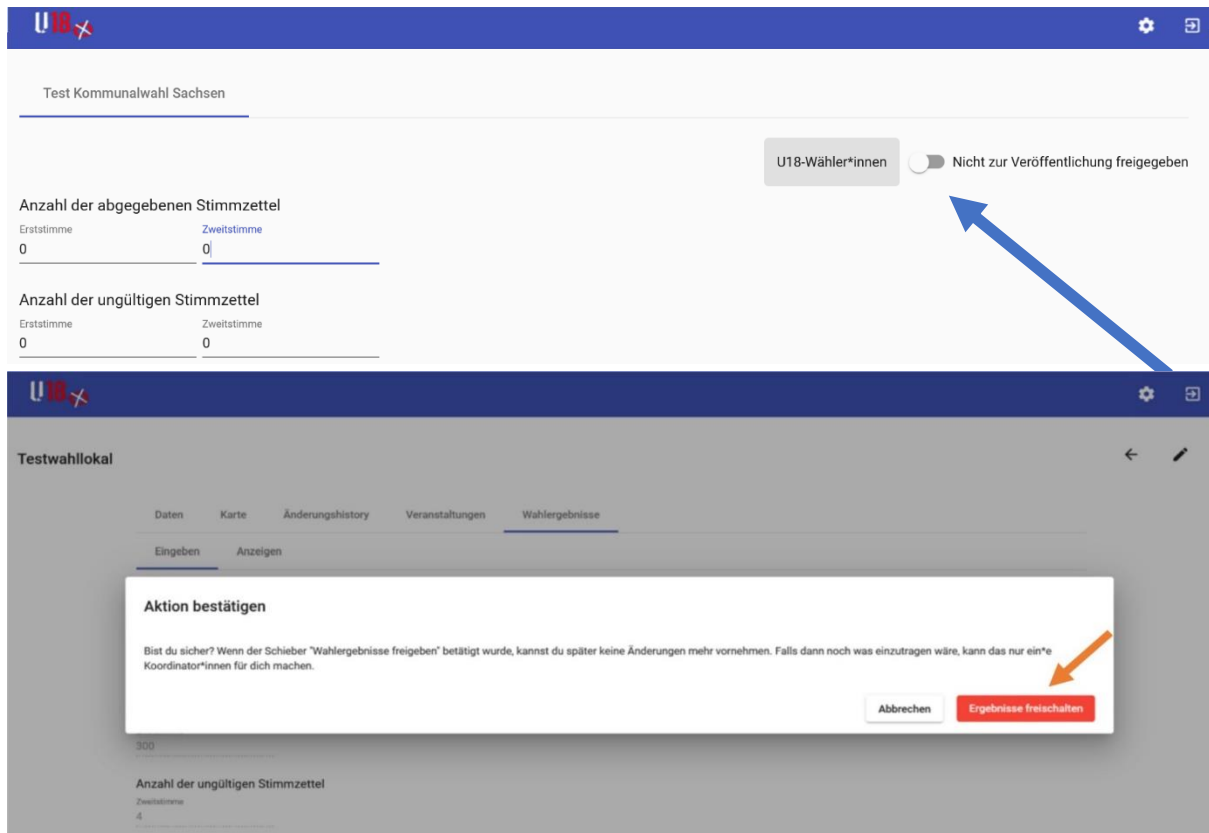 U18
Test Kommunalwahl Sachsen
U18-Wähler*innen Nicht zur Veröffentlichung freigegeben
Anzahl der abgegebenen Stimmzettel
Erststimme Zweitstimme
0 0
Anzahl der ungültigen Stimmzettel
Erststimme Zweitstimme
0 0
U18
Testwahllokal
Daten Karte Änderungshistory Veranstaltungen Wahlergebnisse
Eingeben Anzeigen
Aktion bestätigen
Bist du sicher? Wenn der Schieber "Wahlergebnisse freigeben" betätigt wurde, kannst du später keine Änderungen mehr vornehmen. Falls dann noch was einzutragen wäre, kann das nur ein*e
Koordinator*innen für dich machen.
Abbrechen Ergebnisse freischalten
300
Anzahl der ungültigen Stimmzettel
Zweitstimme
4